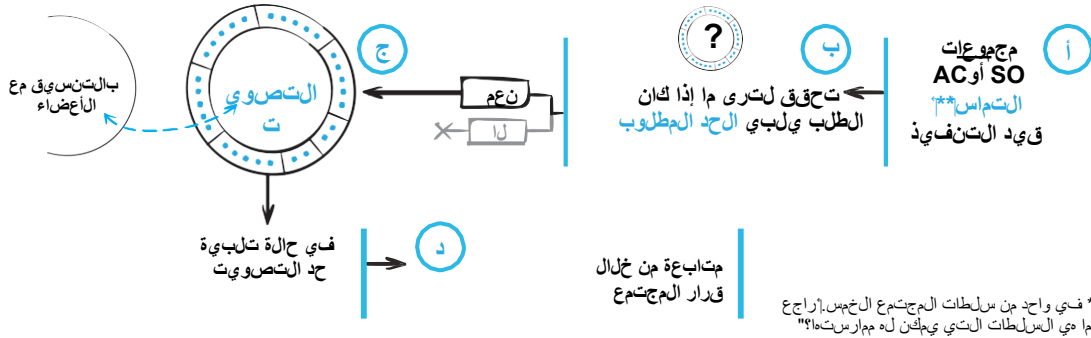 أ
مجموعات
SO أو AC
التماس**
قيد التنفيذ
ب
?
تحقق لترى ما إذا كان
الطلب يلبي الحد المطلوب
نعم
لا
ج
التصوي
ت
بالتنسيق مع
الأعضاء
في حالة تلبية
حد التصويت
د
متابعة من خلال
قرار المجتمع
* في واحد من سلطات المجتمع الخمس. راجع
ما هي السلطات التي يمكن له ممارستها؟"